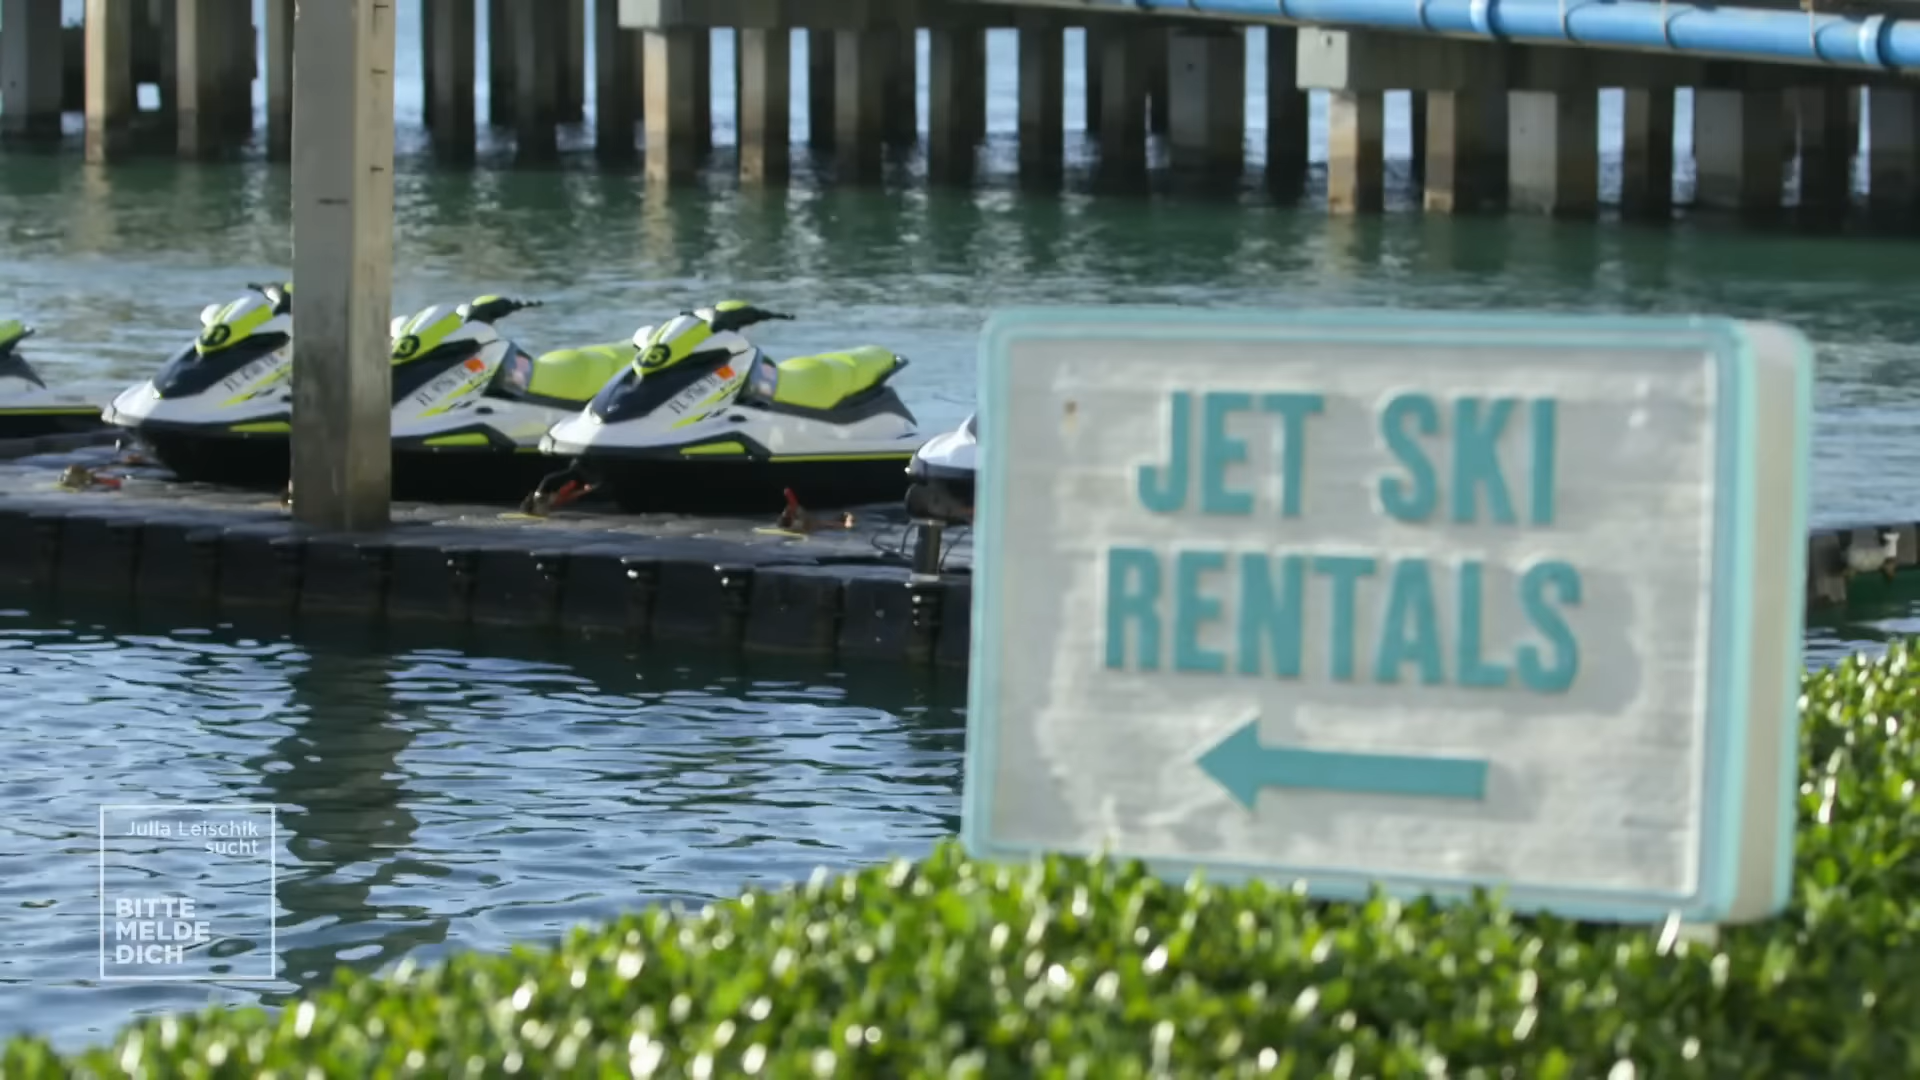 JET SKI
RENTALS
Julia Leischik
sucht
BITTE
MELDE
DICH